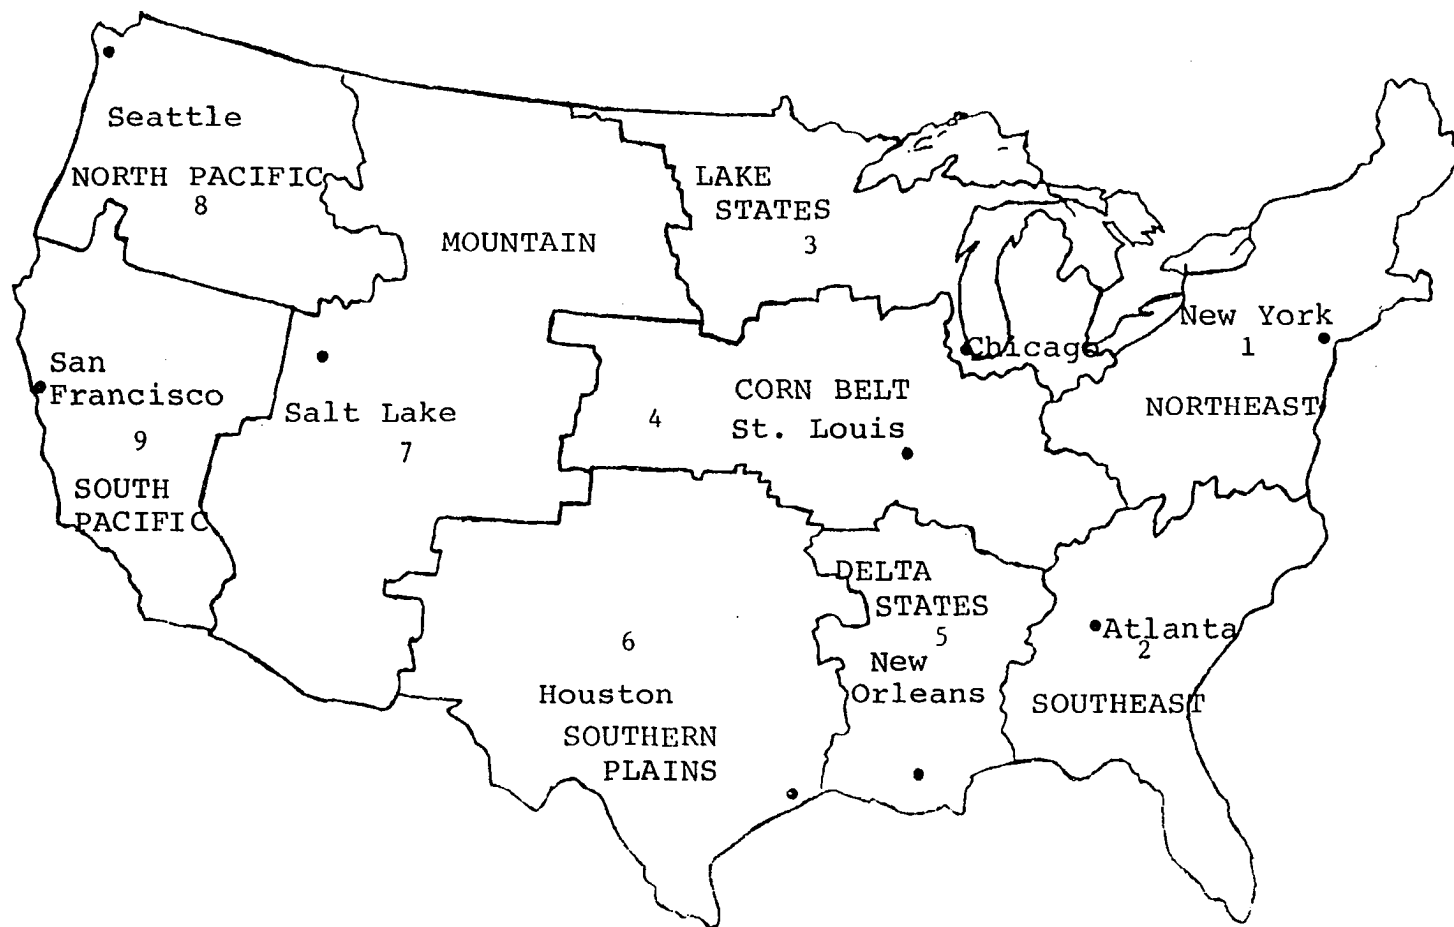 Seattle
NORTH PACIFIC
8
LAKE
STATES
3
MOUNTAIN
New York
1
NORTHEAST
Chicago
San
Francisco
9
SOUTH
PACIFIC
Salt Lake
7
CORN BELT
4
St. Louis
DELTA
STATES
5
New
Orleans
Atlanta
2
SOUTHEAST
6
Houston
SOUTHERN
PLAINS